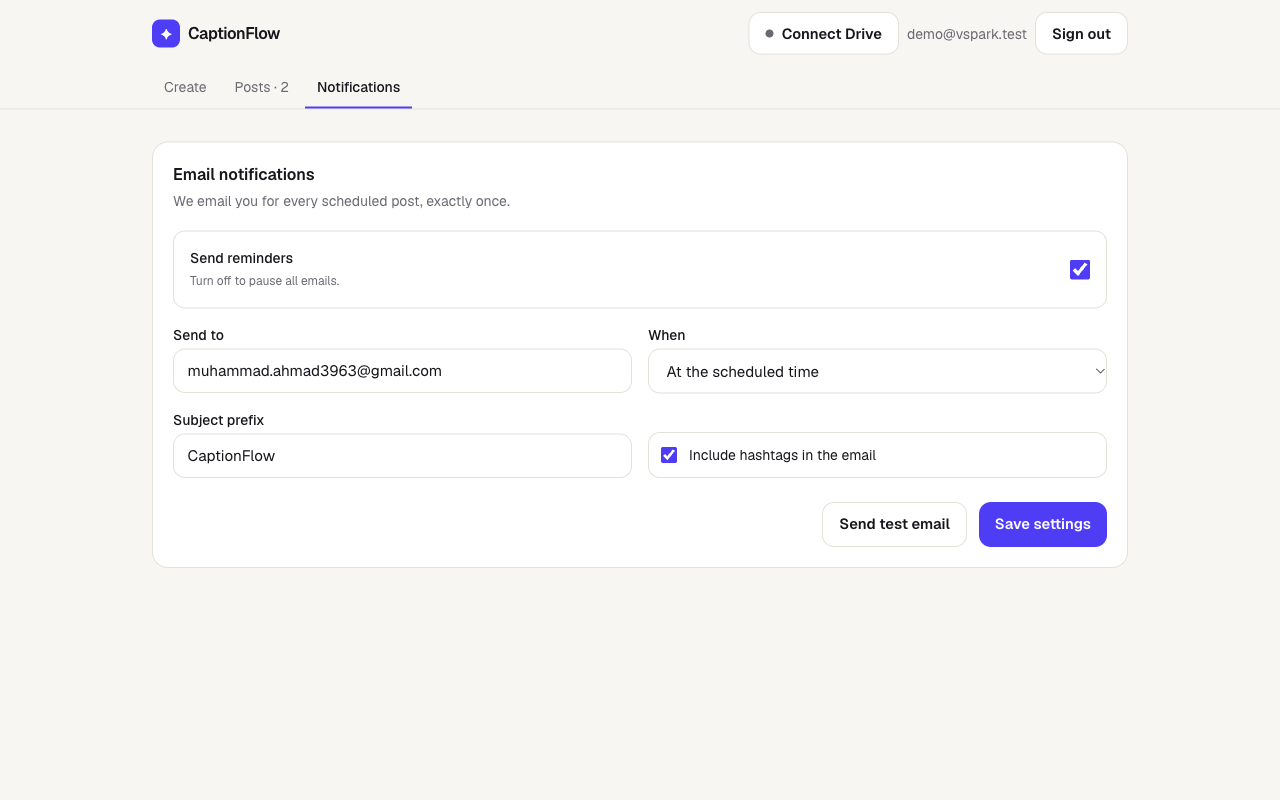 CaptionFlow
Connect Drive
demo@vspark.test
Sign out
Create
Posts · 2
Notifications
Email notifications
We email you for every scheduled post, exactly once.
Send reminders
Turn off to pause all emails.
Send to
When
muhammad.ahmad3963@gmail.com
At the scheduled time
Subject prefix
CaptionFlow
Include hashtags in the email
Send test email
Save settings